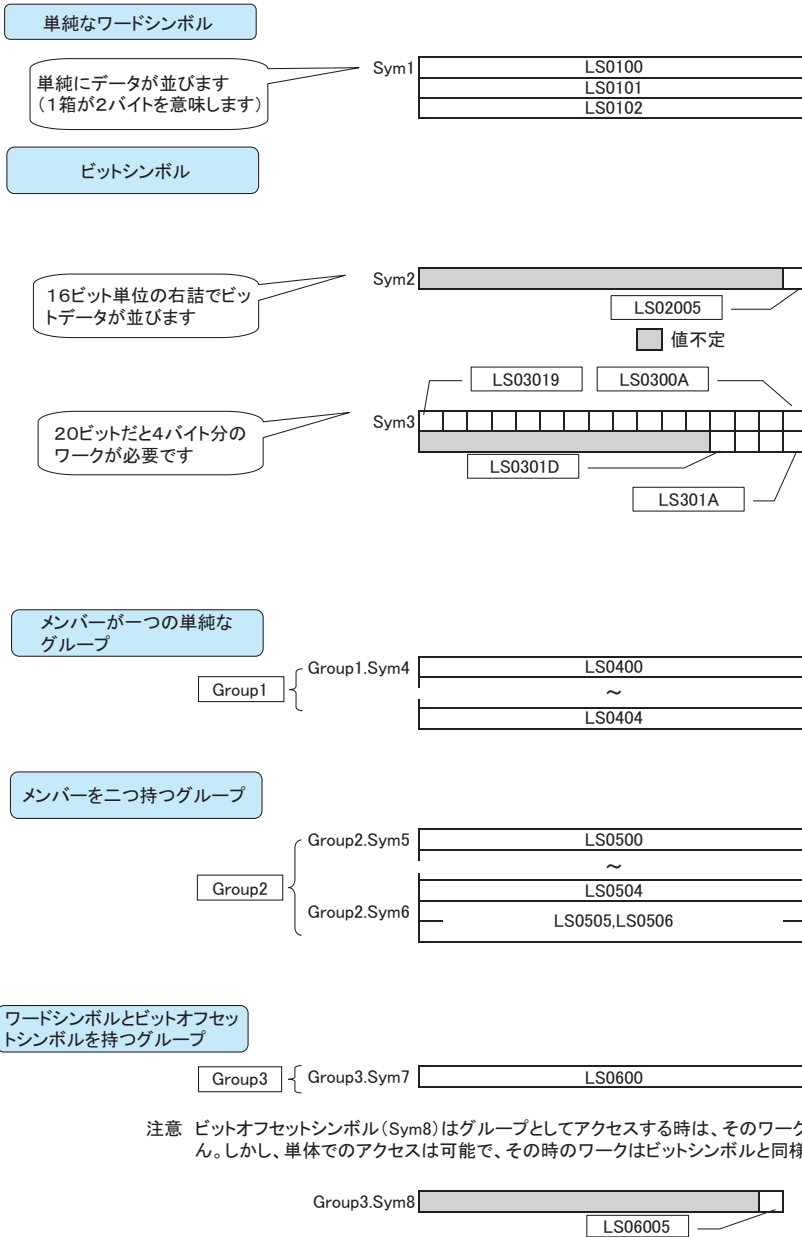 単純なワードシンボル
単純にデータが並びます
(1箱が2バイトを意味します)
Sym1
LS0100
LS0101
LS0102
ビットシンボル
16ビット単位の右詰でビッ
トデータが並びます
Sym2
LS02005
値不定
LS03019
LS0300A
20ビットだと4バイト分の
ワークが必要です
Sym3
LS0301D
LS301A
メンバーが一つの単純な
グループ
Group1
Group1.Sym4
LS0400
~
LS0404
メンバーを二つ持つグループ
Group2
Group2.Sym5
LS0500
~
LS0504
Group2.Sym6
LS0505,LS0506
ワードシンボルとビットオフセッ
トシンボルを持つグループ
Group3
Group3.Sym7
LS0600
注意 ビットオフセットシンボル(Sym8)はグループとしてアクセスする時は、そのワーク
ん。しかし、単体でのアクセスは可能で、その時のワークはビットシンボルと同様
Group3.Sym8
LS06005